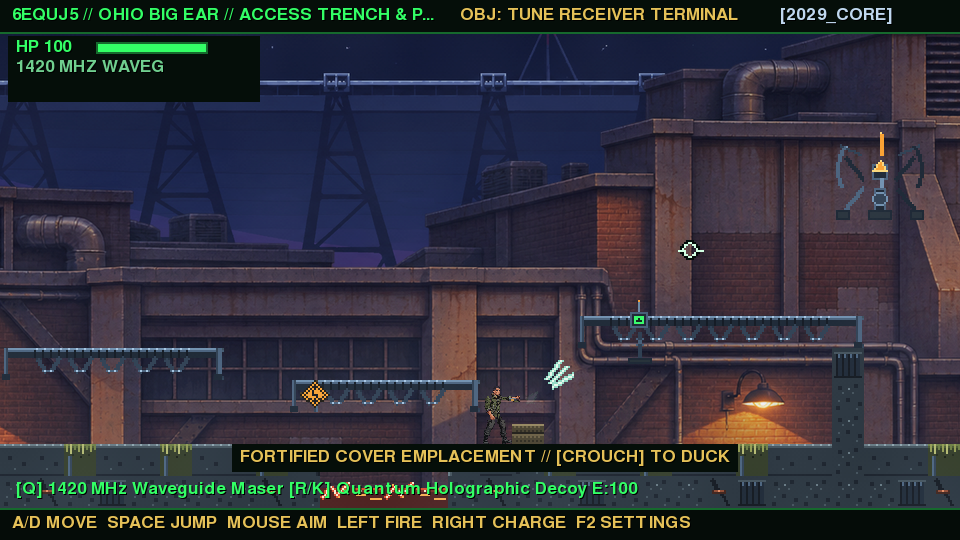 6EQUJ5 // OHIO BIG EAR // ACCESS TRENCH & P... OBJ: TUNE RECEIVER TERMINAL [2029_CORE]
HP 100
1420 MHZ WAVEG
FORTIFIED COVER EMPLACEMENT // [CROUCH] TO DUCK
[Q] 1420 MHz Waveguide Maser [R/K] Quantum Holographic Decoy E:100
A/D MOVE SPACE JUMP MOUSE AIM LEFT FIRE RIGHT CHARGE F2 SETTINGS